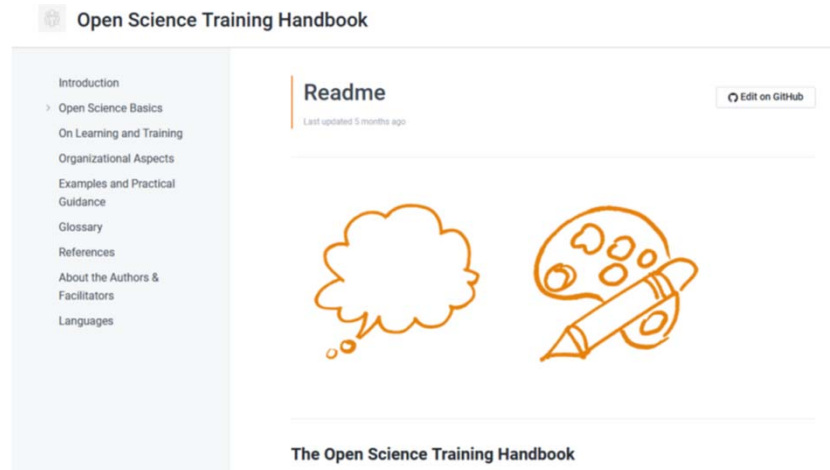 Open Science Training Handbook
Introduction
Open Science Basics
On Learning and Training
Organizational Aspects
Examples and Practical
Guidance
Glossary
References
About the Authors &
Facilitators
Languages
Readme
Edit on GitHub
Last updated 5 months ago
The Open Science Training Handbook